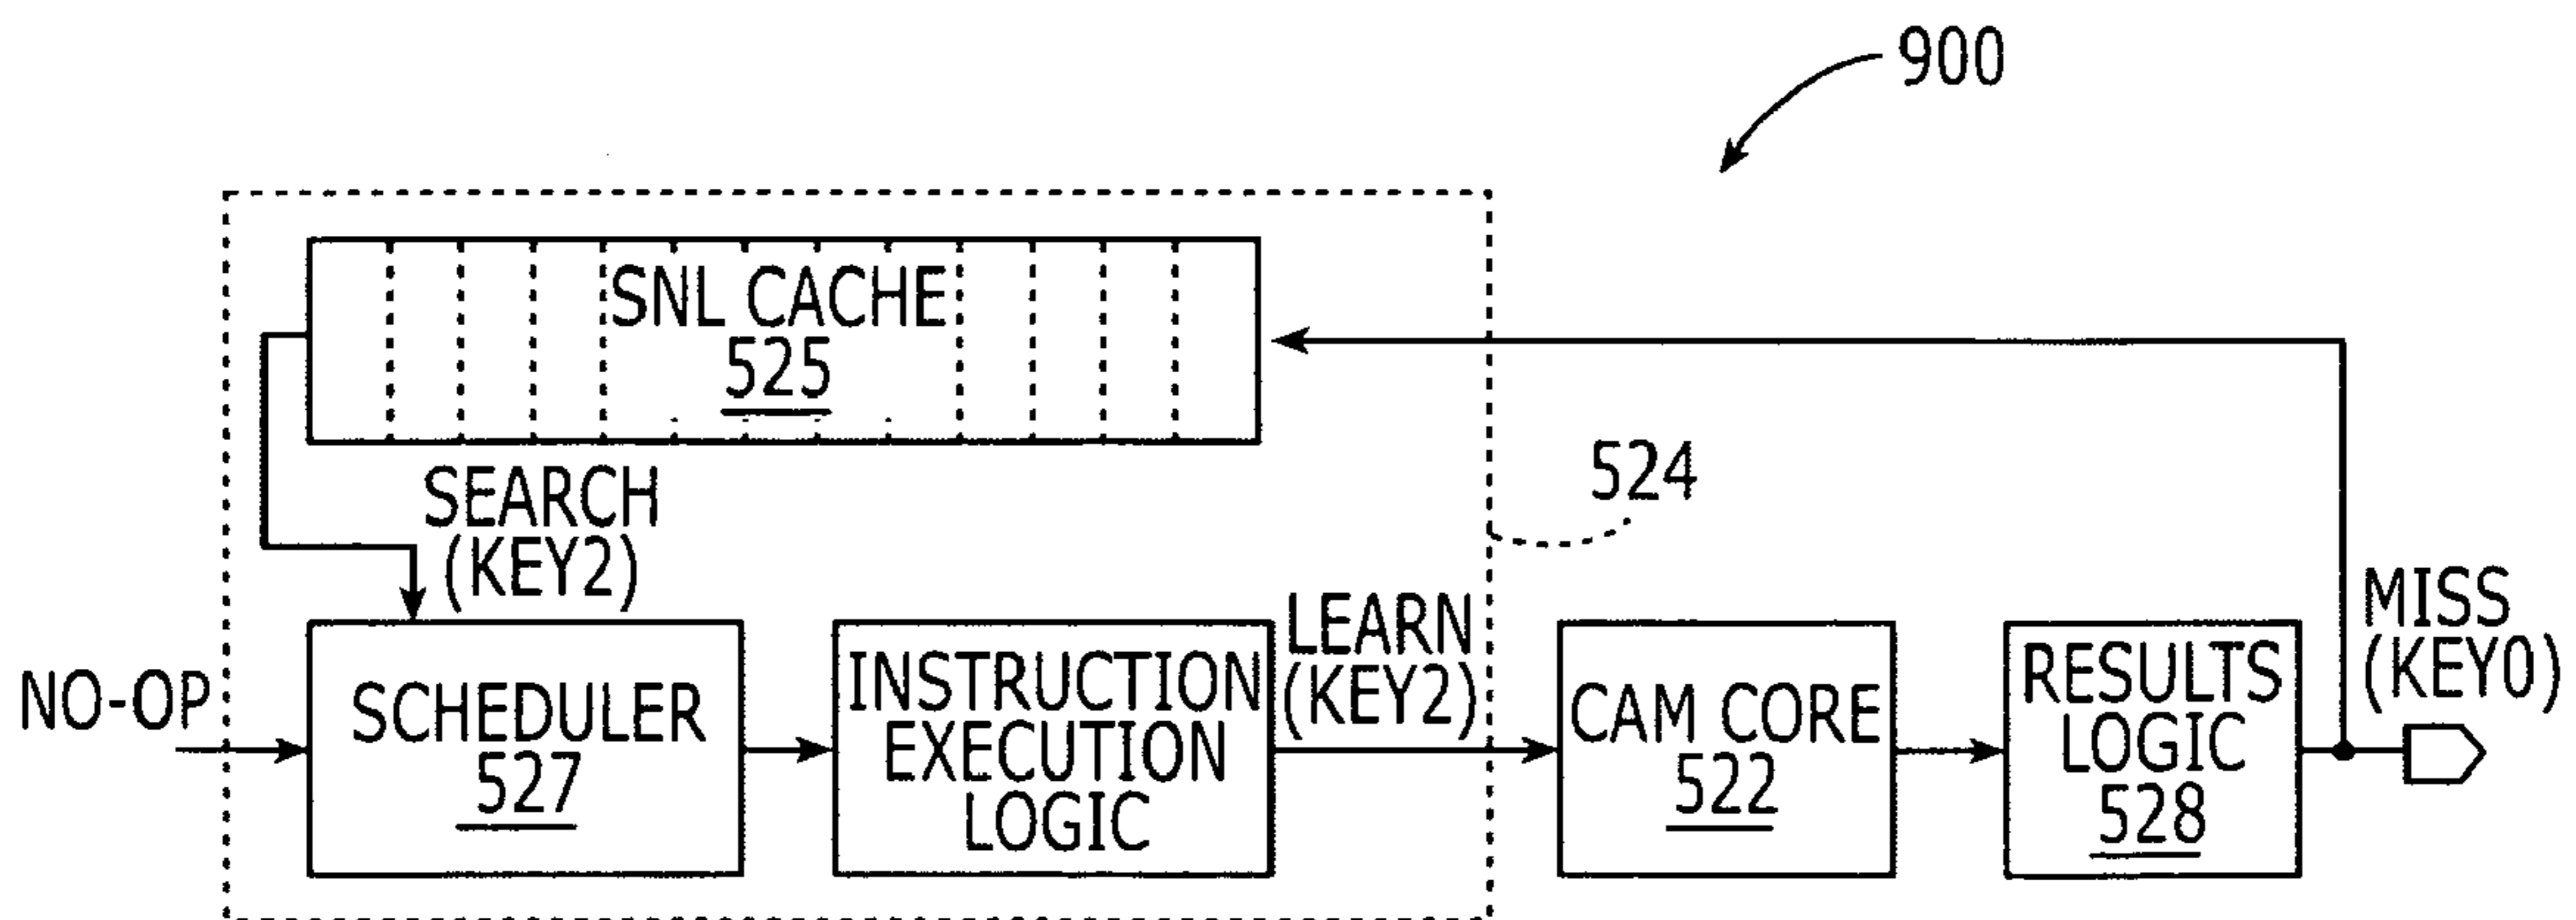 900
SNL CACHE
525
SEARCH
(KEY2)
524
NO-OP
SCHEDULER
527
INSTRUCTION
EXECUTION
LOGIC
LEARN
(KEY2)
CAM CORE
522
RESULTS
LOGIC
528
MISS
(KEY0)